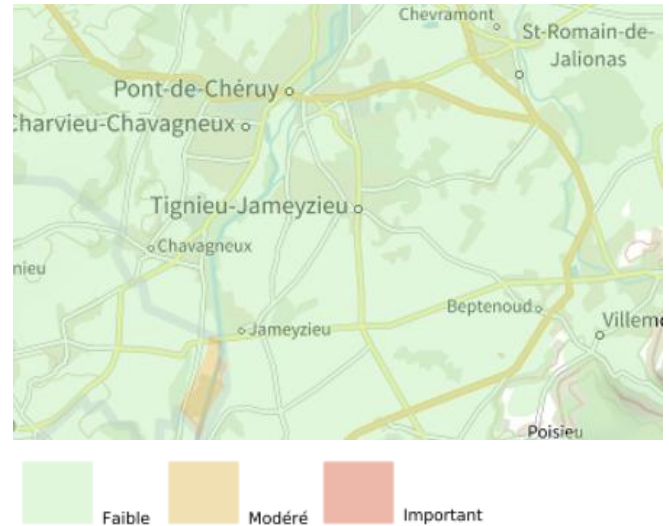 Chevramont
St-Romain-de-
Jalionas
Pont-de-Chéruy
Charvieu-Chavagneux
Tignieu-Jameyzieu
Chavagneux
nieu
Beptenoud
Jameyzieu
Villem
Poisieu
Faible
Modéré
Important